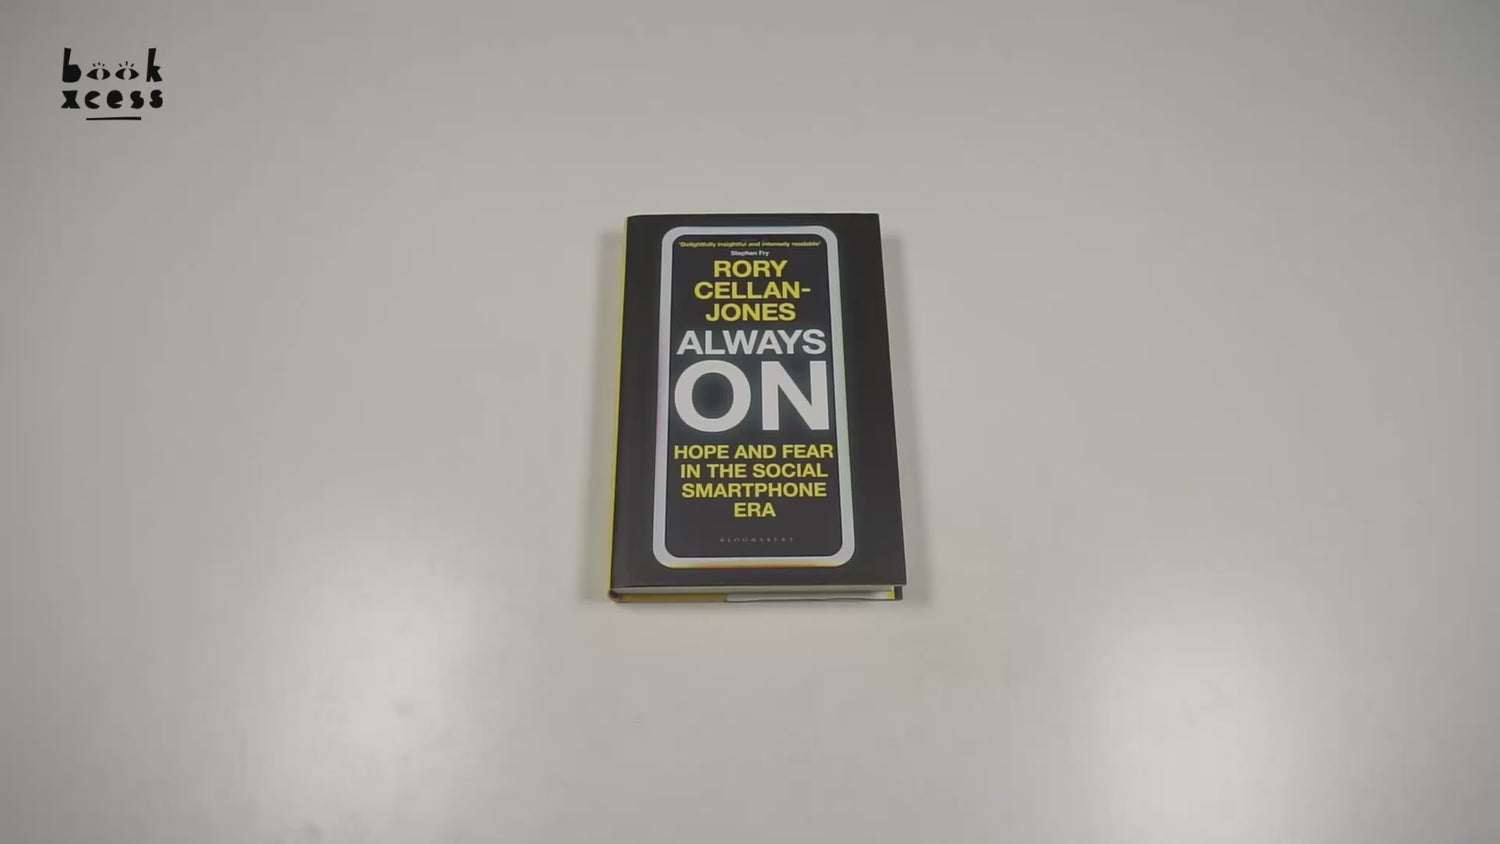 book
xcess
'Delightfully insightful and intensely readable'
Stephen Fry
RORY
CELLAN-
JONES
ALWAYS
ON
HOPE AND FEAR
IN THE SOCIAL
SMARTPHONE
ERA
BLOOMSBURY